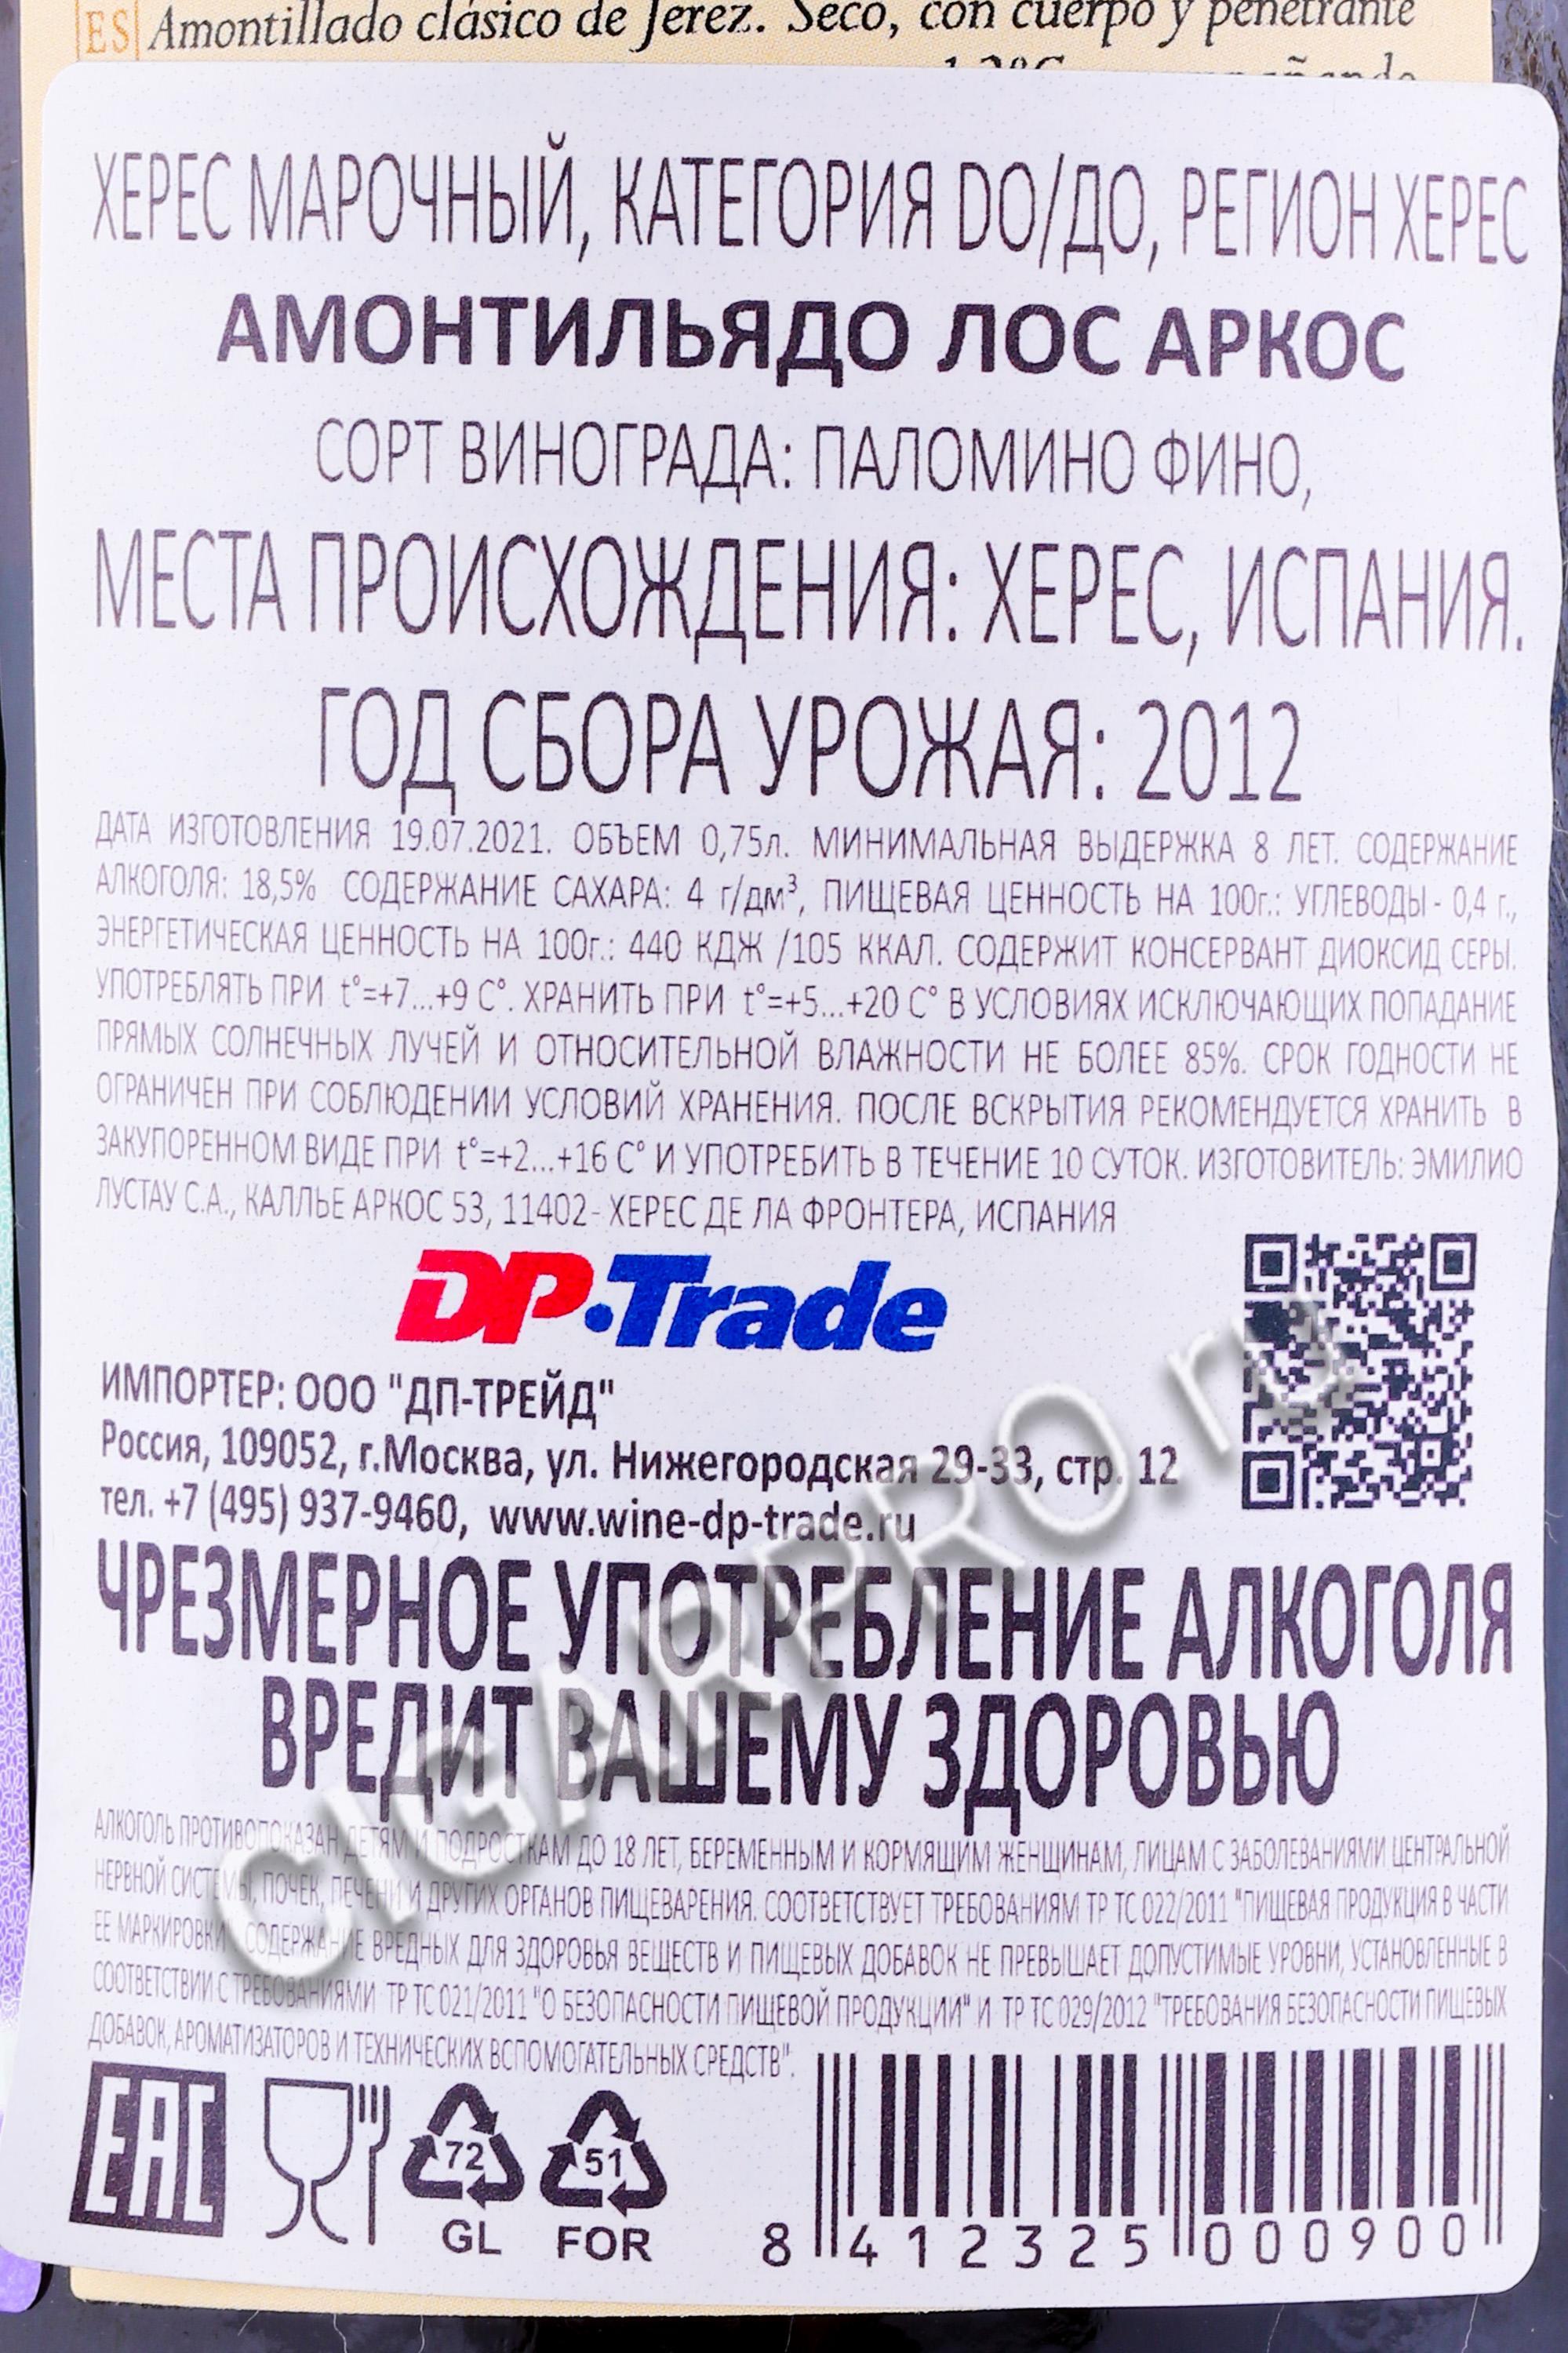 ES Amontillado clásico de Jerez. Seco, con cuerpo y penetrante
ХЕРЕС МАРОЧНЫЙ, КАТЕГОРИЯ DO/ДО, РЕГИОН ХЕРЕС
АМОНТИЛЬЯДО ЛОС АРКОС
СОРТ ВИНОГРАДА: ПАЛОМИНО ФИНО,
МЕСТА ПРОИСХОЖДЕНИЯ: ХЕРЕС, ИСПАНИЯ.
ГОД СБОРА УРОЖАЯ: 2012
ДАТА ИЗГОТОВЛЕНИЯ 19.07.2021. ОБЪЕМ 0,75л. МИНИМАЛЬНАЯ ВЫДЕРЖКА 8 ЛЕТ. СОДЕРЖАНИЕ
АЛКОГОЛЯ: 18,5% СОДЕРЖАНИЕ САХАРА: 4 г/дм³, ПИЩЕВАЯ ЦЕННОСТЬ НА 100г.: УГЛЕВОДЫ - 0,4 г.,
ЭНЕРГЕТИЧЕСКАЯ ЦЕННОСТЬ НА 100г.: 440 КДЖ /105 ККАЛ. СОДЕРЖИТ КОНСЕРВАНТ ДИОКСИД СЕРЫ.
УПОТРЕБЛЯТЬ ПРИ t°=+7...+9 С°. ХРАНИТЬ ПРИ t°=+5...+20 С° В УСЛОВИЯХ ИСКЛЮЧАЮЩИХ ПОПАДАНИЕ
ПРЯМЫХ СОЛНЕЧНЫХ ЛУЧЕЙ И ОТНОСИТЕЛЬНОЙ ВЛАЖНОСТИ НЕ БОЛЕЕ 85%. СРОК ГОДНОСТИ НЕ
ОГРАНИЧЕН ПРИ СОБЛЮДЕНИИ УСЛОВИЙ ХРАНЕНИЯ. ПОСЛЕ ВСКРЫТИЯ РЕКОМЕНДУЕТСЯ ХРАНИТЬ В
ЗАКУПОРЕННОМ ВИДЕ ПРИ t°=+2...+16 С° И УПОТРЕБИТЬ В ТЕЧЕНИЕ 10 СУТОК. ИЗГОТОВИТЕЛЬ: ЭМИЛИО
ЛУСТАУ С.А., КАЛЛЬЕ АРКОС 53, 11402- ХЕРЕС ДЕ ЛА ФРОНТЕРА, ИСПАНИЯ
DP·Trade
ИМПОРТЕР: ООО "ДП-ТРЕЙД"
Россия, 109052, г.Москва, ул. Нижегородская 29-33, стр. 12
тел. +7 (495) 937-9460, www.wine-dp-trade.ru
ЧРЕЗМЕРНОЕ УПОТРЕБЛЕНИЕ АЛКОГОЛЯ
ВРЕДИТ ВАШЕМУ ЗДОРОВЬЮ
CIGARPRO.ru
АЛКОГОЛЬ ПРОТИВОПОКАЗАН ДЕТЯМ И ПОДРОСТКАМ ДО 18 ЛЕТ, БЕРЕМЕННЫМ И КОРМЯЩИМ ЖЕНЩИНАМ, ЛИЦАМ С ЗАБОЛЕВАНИЯМИ ЦЕНТРАЛЬНОЙ
НЕРВНОЙ СИСТЕМЫ, ПОЧЕК, ПЕЧЕНИ И ДРУГИХ ОРГАНОВ ПИЩЕВАРЕНИЯ. СООТВЕТСТВУЕТ ТРЕБОВАНИЯМ ТР ТС 022/2011 "ПИЩЕВАЯ ПРОДУКЦИЯ В ЧАСТИ
ЕЕ МАРКИРОВКИ". СОДЕРЖАНИЕ ВРЕДНЫХ ДЛЯ ЗДОРОВЬЯ ВЕЩЕСТВ И ПИЩЕВЫХ ДОБАВОК НЕ ПРЕВЫШАЕТ ДОПУСТИМЫЕ УРОВНИ, УСТАНОВЛЕННЫЕ В
СООТВЕТСТВИИ С ТРЕБОВАНИЯМИ ТР ТС 021/2011 "О БЕЗОПАСНОСТИ ПИЩЕВОЙ ПРОДУКЦИИ" И ТР ТС 029/2012 "ТРЕБОВАНИЯ БЕЗОПАСНОСТИ ПИЩЕВЫХ
ДОБАВОК, АРОМАТИЗАТОРОВ И ТЕХНИЧЕСКИХ ВСПОМОГАТЕЛЬНЫХ СРЕДСТВ".
EAC
72 51
GL FOR
8 412325 000900